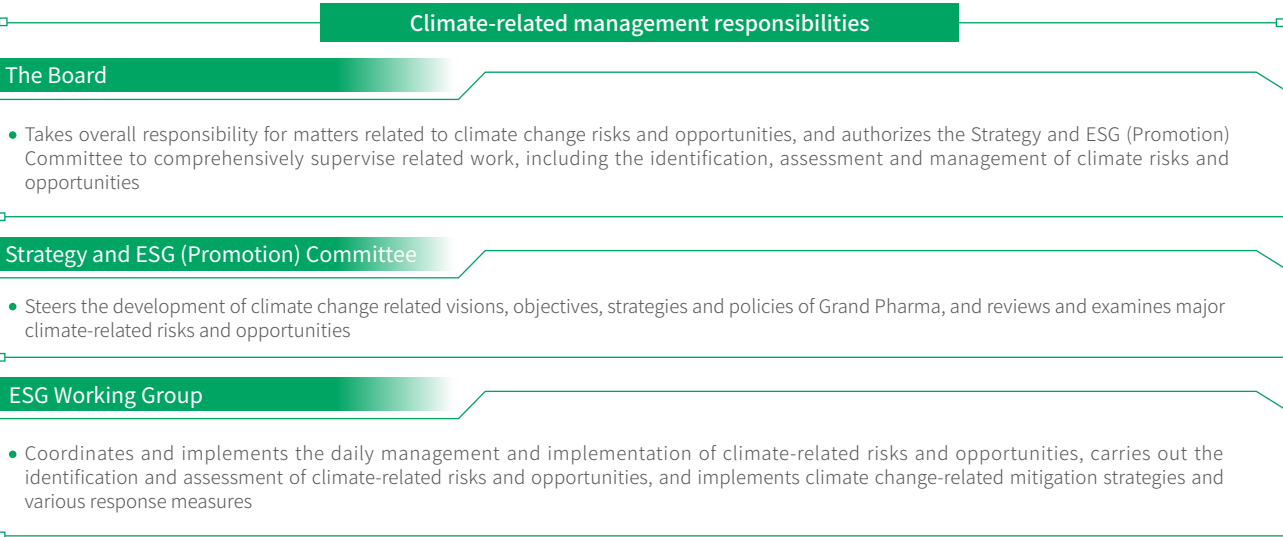 Climate-related management responsibilities
The Board
• Takes overall responsibility for matters related to climate change risks and opportunities, and authorizes the Strategy and ESG (Promotion)
Committee to comprehensively supervise related work, including the identification, assessment and management of climate risks and
opportunities
Strategy and ESG (Promotion) Committee
• Steers the development of climate change related visions, objectives, strategies and policies of Grand Pharma, and reviews and examines major
climate-related risks and opportunities
ESG Working Group
• Coordinates and implements the daily management and implementation of climate-related risks and opportunities, carries out the
identification and assessment of climate-related risks and opportunities, and implements climate change-related mitigation strategies and
various response measures